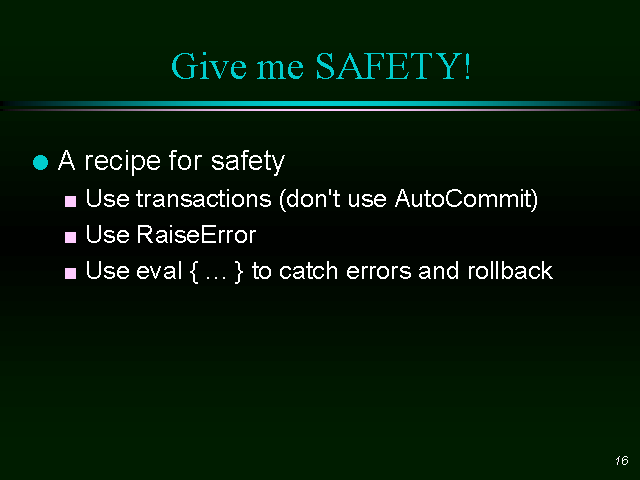 Give me SAFETY!
A recipe for safety
Use transactions (don't use AutoCommit)
Use RaiseError
Use eval { ... } to catch errors and rollback
16